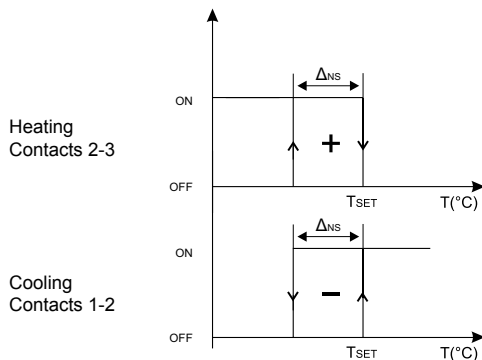 ΔNS
ON
Heating
Contacts 2-3
+
OFF
TSET
T(°C)
ΔNS
ON
Cooling
Contacts 1-2
−
OFF
TSET
T(°C)